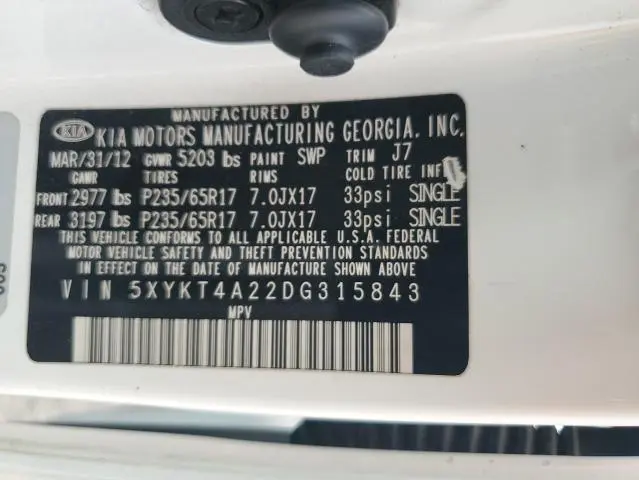 MANUFACTURED BY
KIA KIA MOTORS MANUFACTURING GEORGIA, INC.
MAR/31/12 GVWR 5203 lbs PAINT SWP TRIM J7
GAWR TIRES RIMS COLD TIRE INF
FRONT 2977 lbs P235/65R17 7.0JX17 33psi SINGLE
REAR 3197 lbs P235/65R17 7.0JX17 33psi SINGLE
THIS VEHICLE CONFORMS TO ALL APPLICABLE U.S.A. FEDERAL
MOTOR VEHICLE SAFETY AND THEFT PREVENTION STANDARDS
IN EFFECT ON THE DATE OF MANUFACTURE SHOWN ABOVE
VIN 5XYKT4A22DG315843
MPV